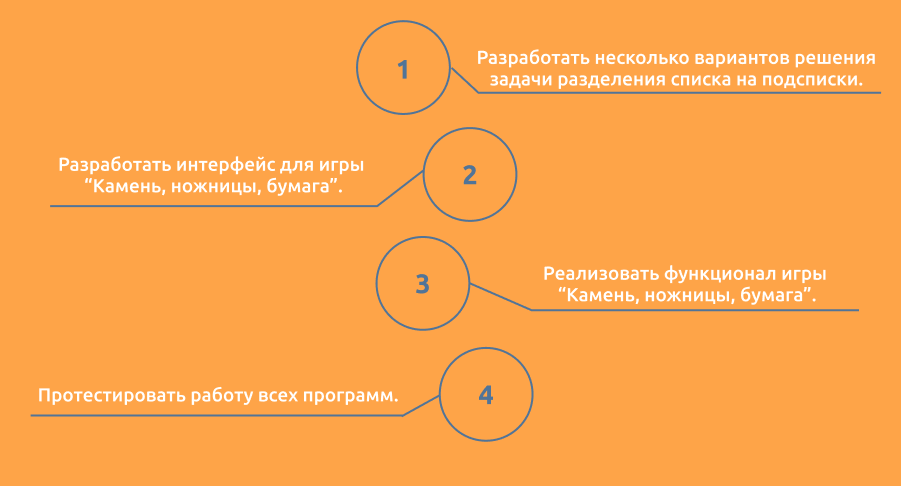 1
Разработать несколько вариантов решения
задачи разделения списка на подсписки.
Разработать интерфейс для игры
“Камень, ножницы, бумага”.
2
3
Реализовать функционал игры
“Камень, ножницы, бумага”.
Протестировать работу всех программ.
4